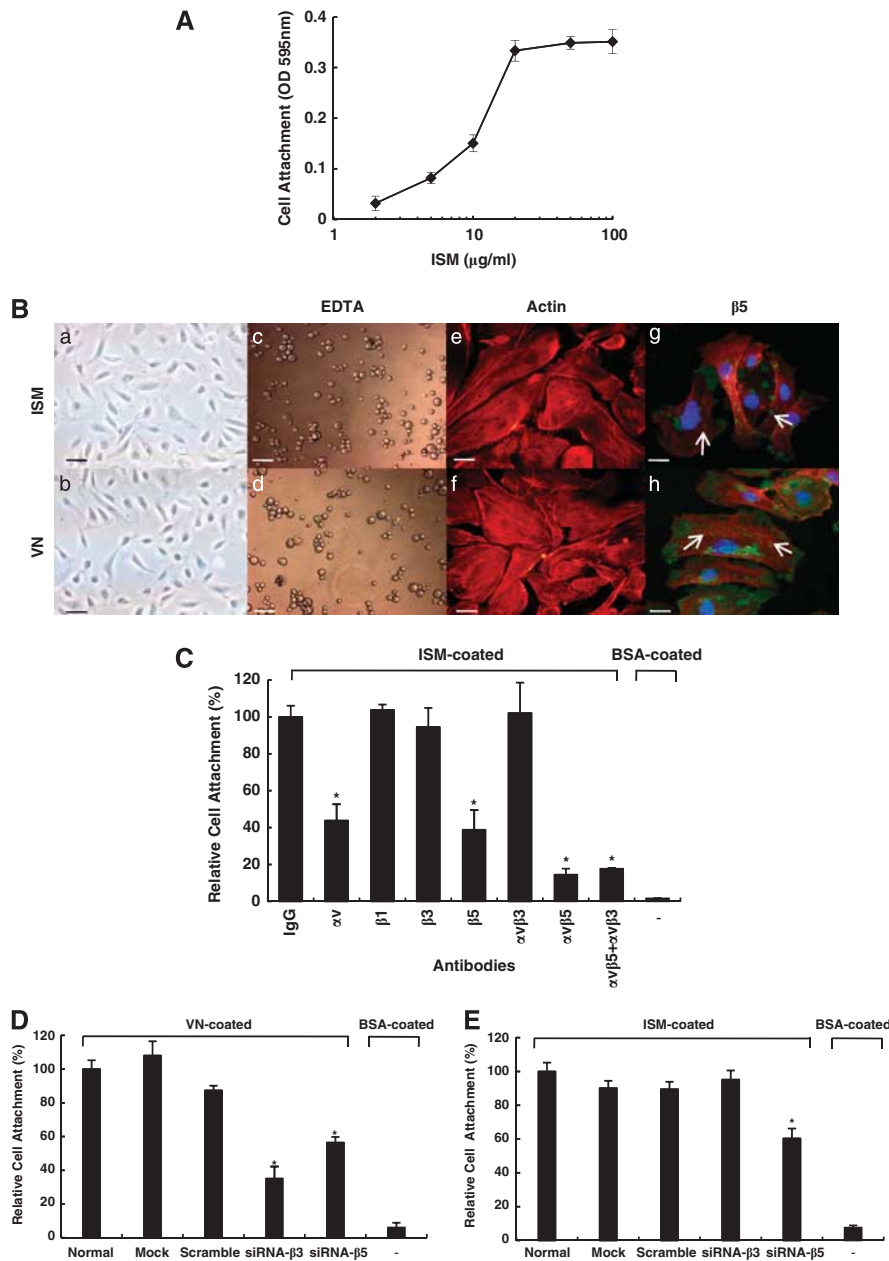 A
Cell Attachment (OD 595nm)
0.4
0.3
0.2
0.1
0
1
10
100
ISM (μg/ml)
B
EDTA
Actin
β5
ISM
a
c
e
g
VN
b
d
f
h
C
ISM-coated
BSA-coated
Relative Cell Attachment (%)
120
100
80
60
40
20
0
*
*
*
*
IgG
αv
β1
β3
β5
αvβ3
αvβ5
αvβ5+αvβ3
-
Antibodies
D
VN-coated
BSA-coated
Relative Cell Attachment (%)
120
100
80
60
40
20
0
*
*
Normal
Mock
Scramble
siRNA-β3
siRNA-β5
-
E
ISM-coated
BSA-coated
Relative Cell Attachment (%)
120
100
80
60
40
20
0
*
Normal
Mock
Scramble
siRNA-β3
siRNA-β5
-